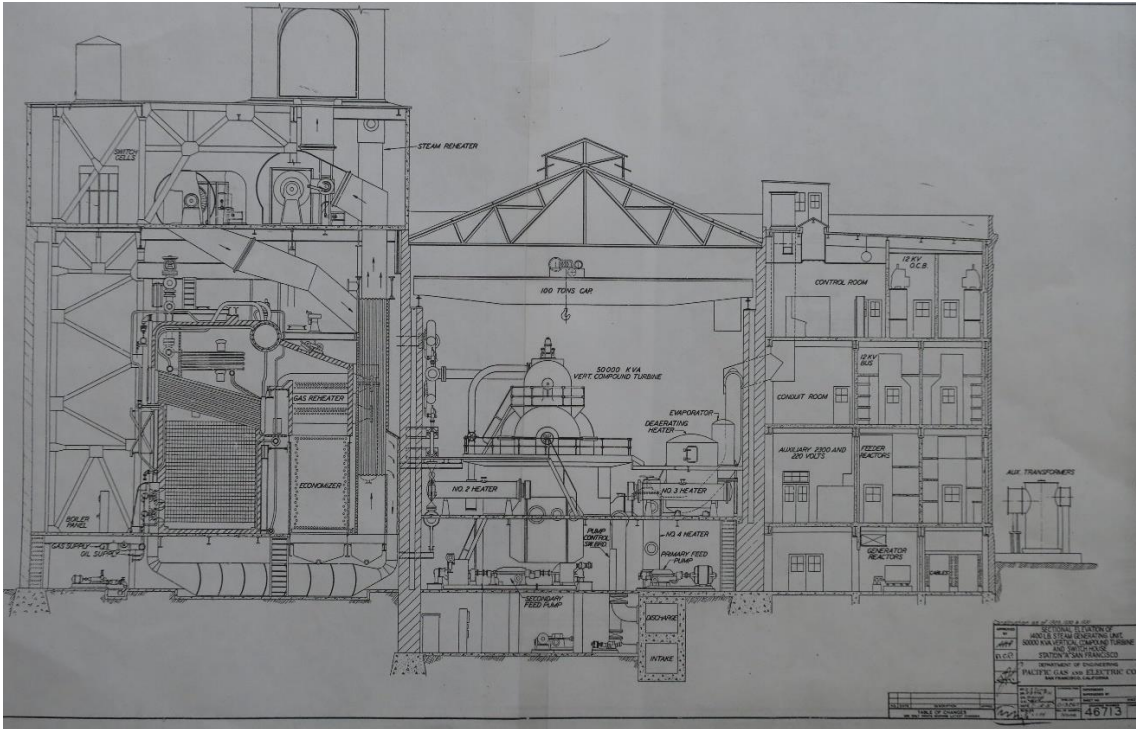 SWITCH
CELLS
STEAM REHEATER
100 TONS CAP.
50000 KVA
VERT. COMPOUND TURBINE
GAS REHEATER
ECONOMIZER
BOILER
PANEL
GAS SUPPLY
OIL SUPPLY
EVAPORATOR
DEAERATING
HEATER
NO. 2 HEATER
NO. 3 HEATER
NO. 4 HEATER
PUMP
CONTROL
SW. BRD.
PRIMARY FEED
PUMP
SECONDARY
FEED PUMP
DISCHARGE
INTAKE
12 KV
O.C.B.
CONTROL ROOM
12 KV
BUS
CONDUIT ROOM
AUXILIARY 2300 AND
220 VOLTS
FEEDER
REACTORS
GENERATOR
REACTORS
CABLES
AUX. TRANSFORMERS
SECTIONAL ELEVATION OF
1400 LB. STEAM GENERATING UNIT
50000 KVA VERTICAL COMPOUND TURBINE
AND SWITCH HOUSE
STATION "A" SAN FRANCISCO
DEPARTMENT OF ENGINEERING
PACIFIC GAS AND ELECTRIC CO
SAN FRANCISCO, CALIFORNIA
46713
DATE
DESCRIPTION
TABLE OF CHANGES